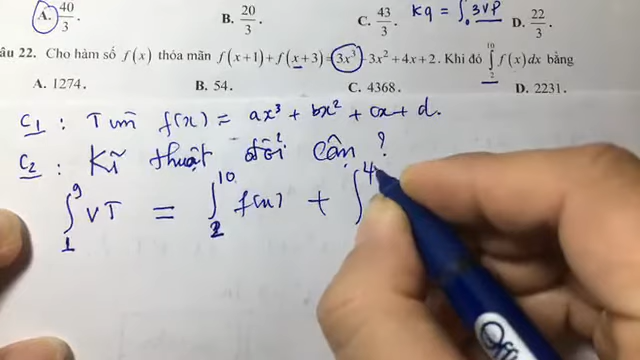 A. 40/3. B. 20/3. C. 43/3. Kq = ∫₀ 3VP D. 22/3.
âu 22. Cho hàm số f(x) thỏa mãn f(x+1)+f(x+3)=3x³-3x²+4x+2. Khi đó ∫₂¹⁰ f(x)dx bằng
A. 1274. B. 54. C. 4368. D. 2231.
C1 : Tìm f(x) = ax³ + bx² + cx + d.
C2 : Kĩ thuật đổi cận ?
∫₁⁹ VT = ∫₂¹⁰ f(x) + ∫